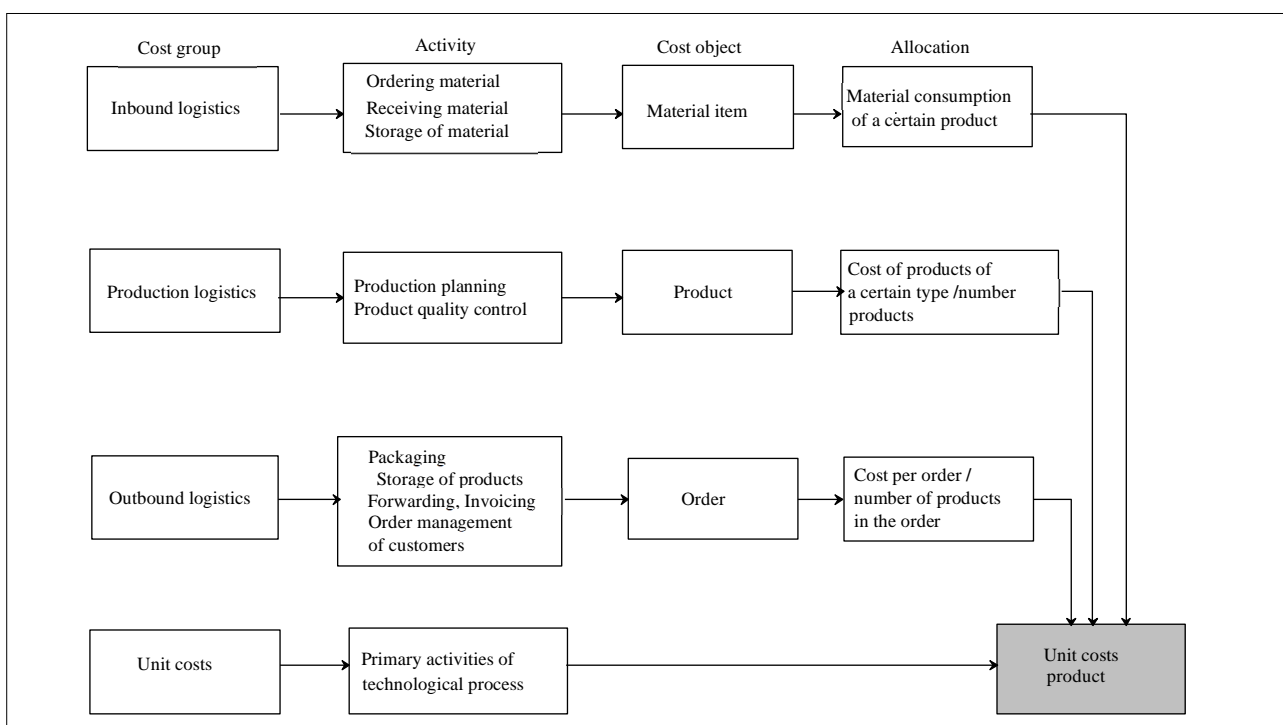 Cost group
Activity
Cost object
Allocation
Inbound logistics
Ordering material
Receiving material
Storage of material
Material item
Material consumption
of a certain product
Production logistics
Production planning
Product quality control
Product
Cost of products of
a certain type /number
products
Outbound logistics
Packaging
Storage of products
Forwarding, Invoicing
Order management
of customers
Order
Cost per order /
number of products
in the order
Unit costs
Primary activities of
technological process
Unit costs
product